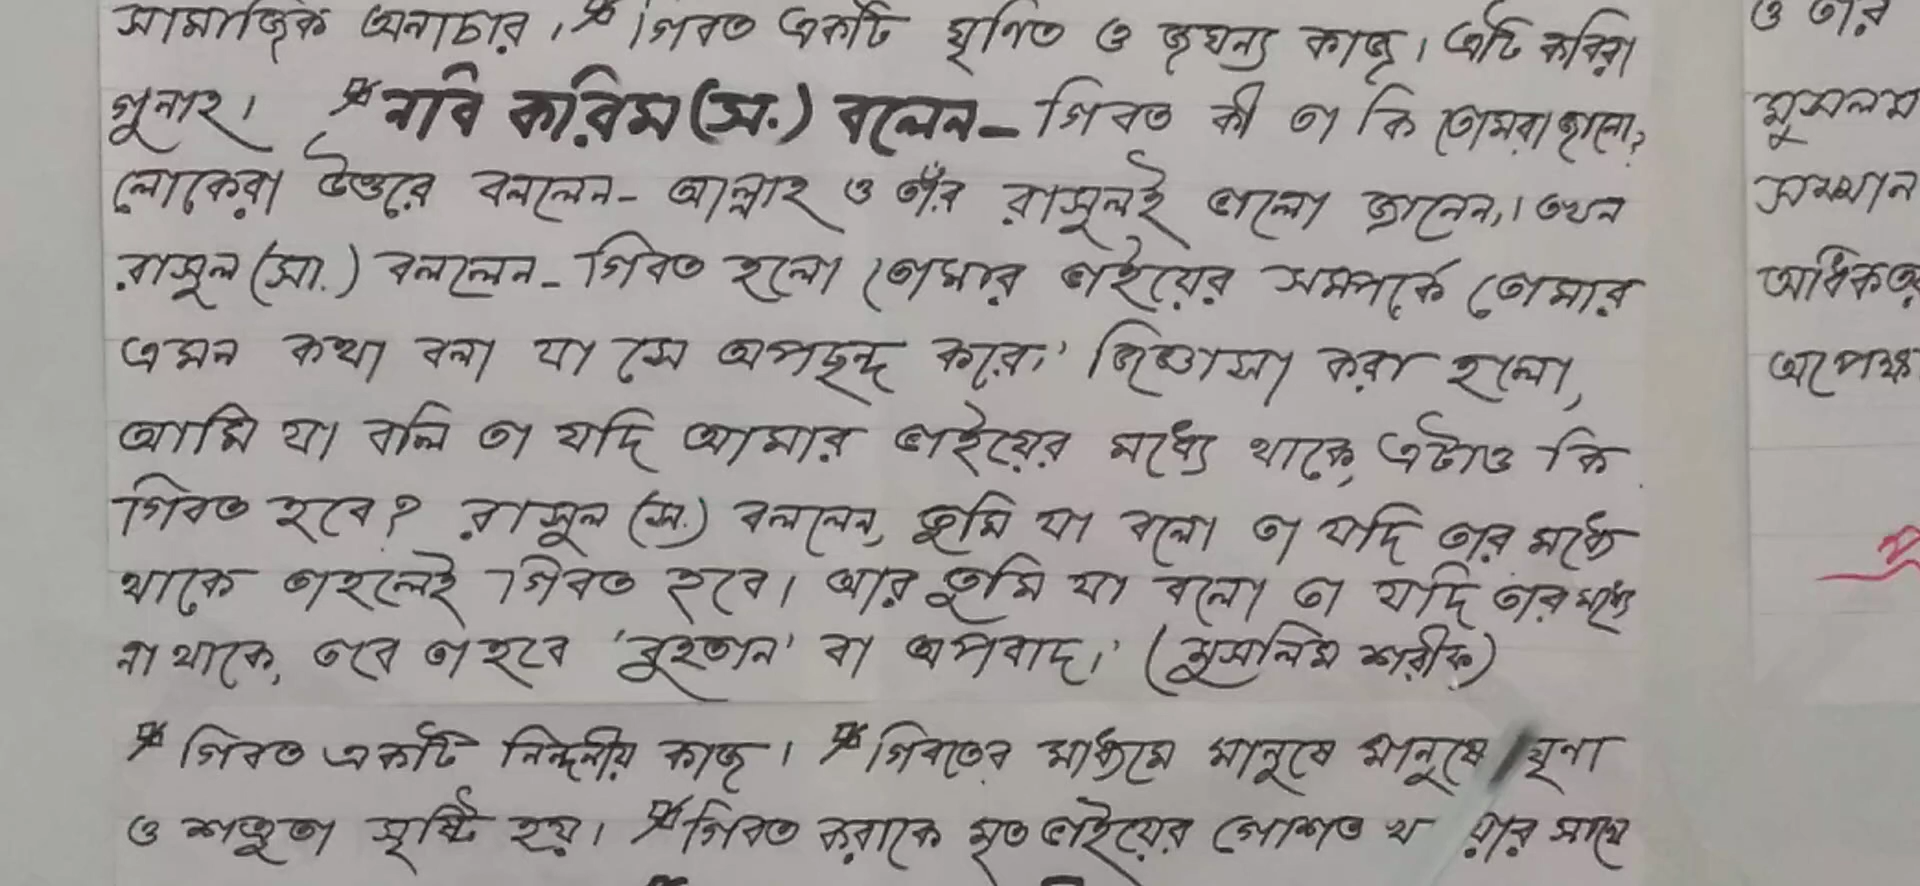 সামাজিক অনাচার। * গিবত একটি ঘৃণিত ও জঘন্য কাজ। এটি কবিরা
গুনাহ। * নবি করিম (স.) বলেন- গিবত কী তা কি তোমরা জানো?
লোকেরা উত্তরে বললেন- আল্লাহ ও তাঁর রাসুলই ভালো জানেন। তখন
রাসুল (সা.) বললেন- গিবত হলো তোমার ভাইয়ের সম্পর্কে তোমার
এমন কথা বলা যা সে অপছন্দ করে।' জিজ্ঞাসা করা হলো,
আমি যা বলি তা যদি আমার ভাইয়ের মধ্যে থাকে, এটাও কি
গিবত হবে? রাসুল (স.) বললেন, তুমি যা বলো তা যদি তার মধ্যে
থাকে তাহলেই গিবত হবে। আর তুমি যা বলো তা যদি তার মধ্যে
না থাকে, তবে তা হবে 'বুহতান' বা অপবাদ।' (মুসলিম শরীফ)
* গিবত একটি নিন্দনীয় কাজ। * গিবতের মাধ্যমে মানুষে মানুষে ঘৃণা
ও শত্রুতা সৃষ্টি হয়। * গিবত করাকে মৃত ভাইয়ের গোশত খ য়ার সাথে
ও তার
মুসলম
সম্মান
অধিকতর
অপেক্ষ